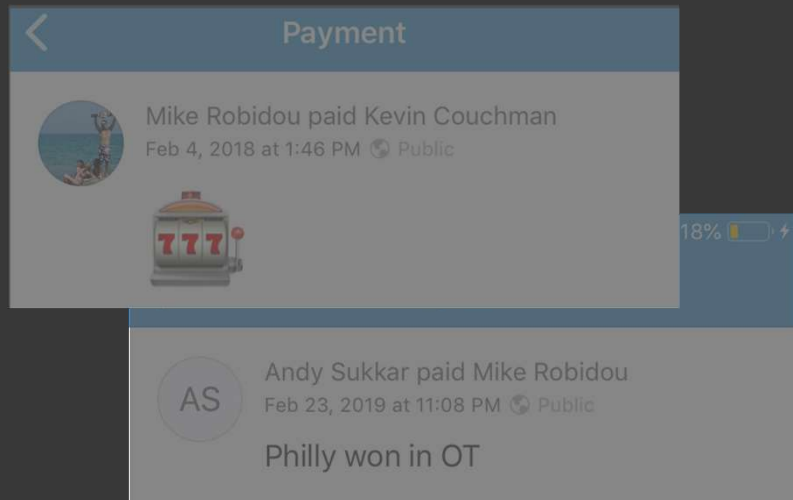 Payment
Mike Robidou paid Kevin Couchman
Feb 4, 2018 at 1:46 PM Public
777
18%
AS
Andy Sukkar paid Mike Robidou
Feb 23, 2019 at 11:08 PM Public
Philly won in OT